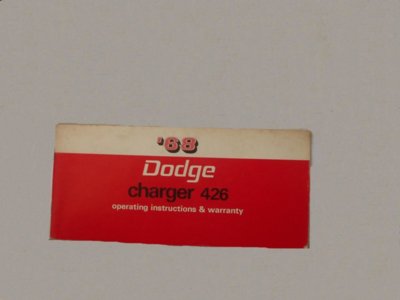 '68
Dodge
charger 426
operating instructions & warranty